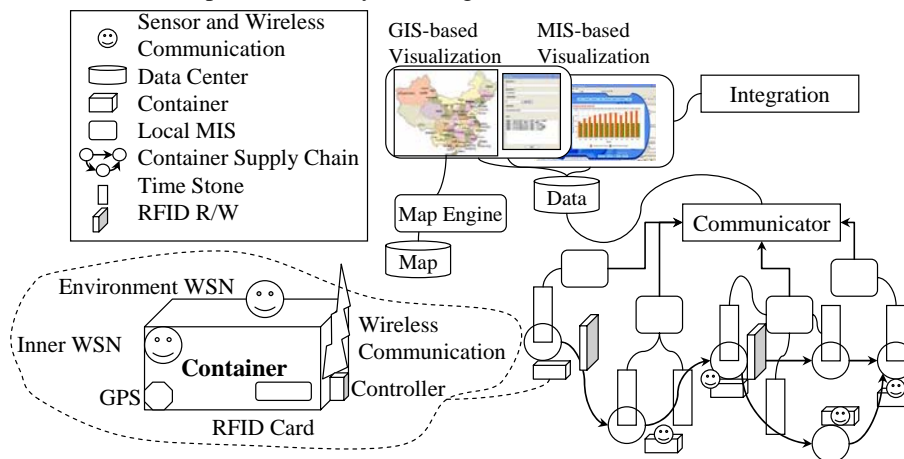 Sensor and Wireless
Communication
Data Center
Container
Local MIS
Container Supply Chain
Time Stone
RFID R/W
GIS-based
Visualization
MIS-based
Visualization
Integration
Map Engine
Data
Map
Communicator
Environment WSN
Inner WSN
Container
GPS
Wireless
Communication
Controller
RFID Card